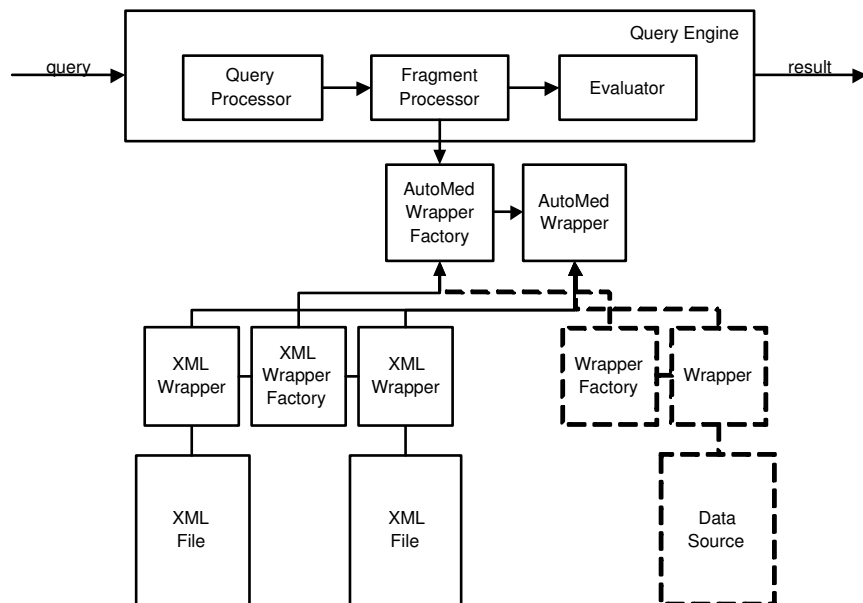 Query Engine
query
result
Query
Processor
Fragment
Processor
Evaluator
AutoMed
Wrapper
Factory
AutoMed
Wrapper
XML
Wrapper
XML
Wrapper
Factory
XML
Wrapper
Wrapper
Factory
Wrapper
XML
File
XML
File
Data
Source